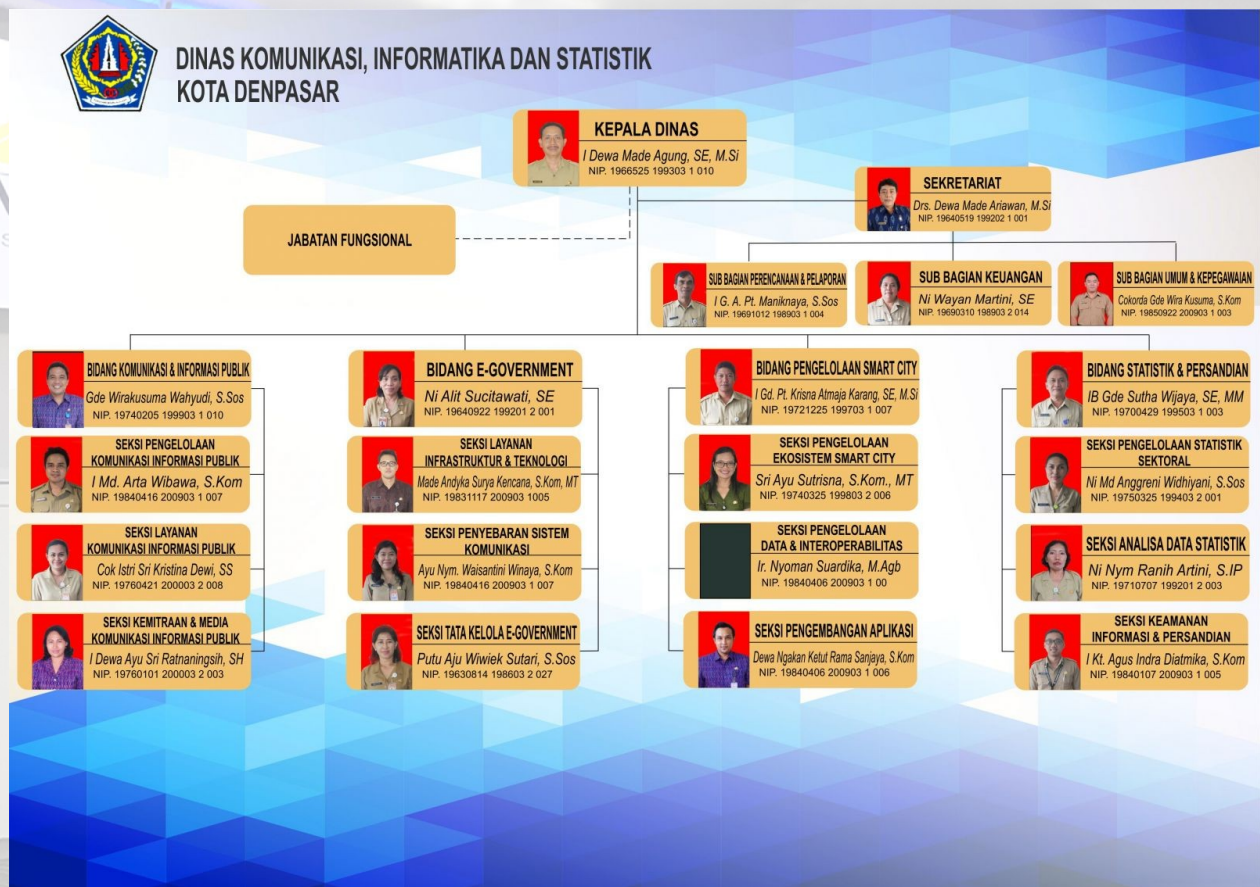 DINAS KOMUNIKASI, INFORMATIKA DAN STATISTIK
KOTA DENPASAR
KEPALA DINAS
I Dewa Made Agung, SE, M.Si
NIP. 1966525 199303 1 010
SEKRETARIAT
Drs. Dewa Made Ariawan, M.Si
NIP. 19640519 199202 1 001
JABATAN FUNGSIONAL
SUB BAGIAN PERENCANAAN & PELAPORAN
I G. A. Pt. Maniknaya, S.Sos
NIP. 19691012 198903 1 004
SUB BAGIAN KEUANGAN
Ni Wayan Martini, SE
NIP. 19690310 198903 2 014
SUB BAGIAN UMUM & KEPEGAWAIAN
Cokorda Gde Wira Kusuma, S.Kom
NIP. 19850922 200903 1 003
BIDANG KOMUNIKASI & INFORMASI PUBLIK
Gde Wirakusuma Wahyudi, S.Sos
NIP. 19740205 199903 1 010
SEKSI PENGELOLAAN
KOMUNIKASI INFORMASI PUBLIK
I Md. Arta Wibawa, S.Kom
NIP. 19840416 200903 1 007
SEKSI LAYANAN
KOMUNIKASI INFORMASI PUBLIK
Cok Istri Sri Kristina Dewi, SS
NIP. 19760421 200003 2 008
SEKSI KEMITRAAN & MEDIA
KOMUNIKASI INFORMASI PUBLIK
I Dewa Ayu Sri Ratnaningsih, SH
NIP. 19760101 200003 2 003
BIDANG E-GOVERNMENT
Ni Alit Sucitawati, SE
NIP. 19640922 199201 2 001
SEKSI LAYANAN
INFRASTRUKTUR & TEKNOLOGI
Made Andyka Surya Kencana, S.Kom, MT
NIP. 19831117 200903 1005
SEKSI PENYEBARAN SISTEM
KOMUNIKASI
Ayu Nym. Waisantini Winaya, S.Kom
NIP. 19840416 200903 1 007
SEKSI TATA KELOLA E-GOVERNMENT
Putu Aju Wiwiek Sutari, S.Sos
NIP. 19630814 198603 2 027
BIDANG PENGELOLAAN SMART CITY
I Gd. Pt. Krisna Atmaja Karang, SE, M.Si
NIP. 19721225 199703 1 007
SEKSI PENGELOLAAN
EKOSISTEM SMART CITY
Sri Ayu Sutrisna, S.Kom., MT
NIP. 19740325 199803 2 006
SEKSI PENGELOLAAN
DATA & INTEROPERABILITAS
Ir. Nyoman Suardika, M.Agb
NIP. 19840406 200903 1 00
SEKSI PENGEMBANGAN APLIKASI
Dewa Ngakan Ketut Rama Sanjaya, S.Kom
NIP. 19840406 200903 1 006
BIDANG STATISTIK & PERSANDIAN
IB Gde Sutha Wijaya, SE, MM
NIP. 19700429 199503 1 003
SEKSI PENGELOLAAN STATISTIK
SEKTORAL
Ni Md Anggreni Widhiyani, S.Sos
NIP. 19750325 199403 2 001
SEKSI ANALISA DATA STATISTIK
Ni Nym Ranih Artini, S.IP
NIP. 19710707 199201 2 003
SEKSI KEAMANAN
INFORMASI & PERSANDIAN
I Kt. Agus Indra Diatmika, S.Kom
NIP. 19840107 200903 1 005